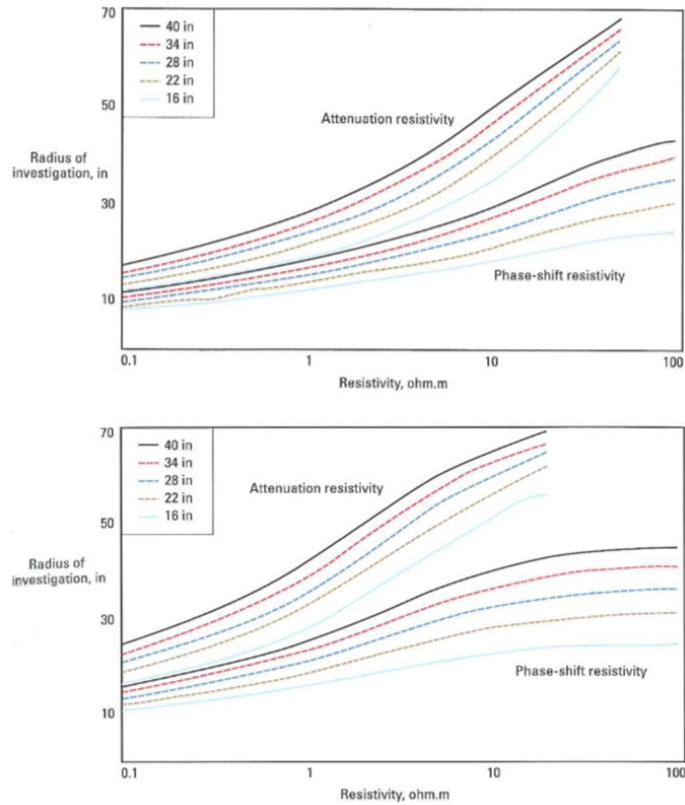 70
40 in
34 in
28 in
22 in
16 in
50
Attenuation resistivity
Radius of
investigation, in
30
Phase-shift resistivity
10
0.1
1
10
100
Resistivity, ohm.m
70
40 in
34 in
28 in
22 in
16 in
Attenuation resistivity
50
Radius of
investigation, in
30
Phase-shift resistivity
10
0.1
1
10
100
Resistivity, ohm.m